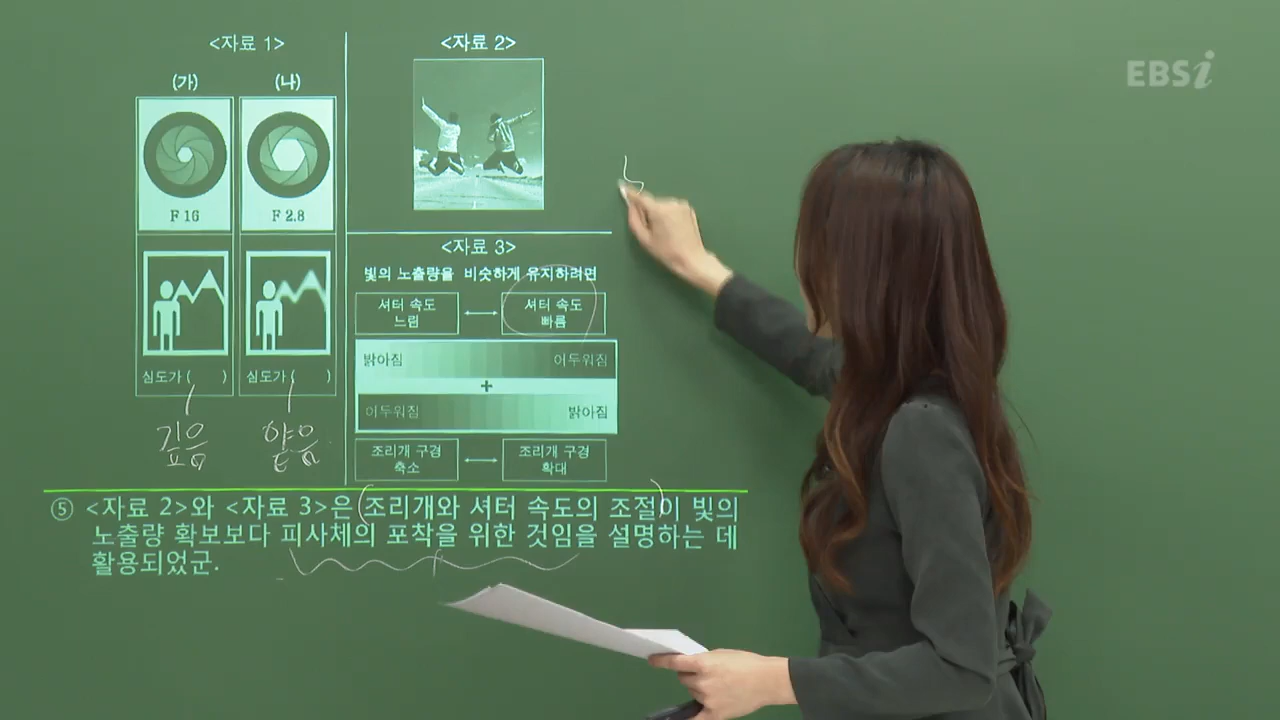 <자료 1>
(가)
(나)
F 16
F 2.8
심도가 ( )
심도가 ( )
깊음
얕음
<자료 2>
<자료 3>
빛의 노출량을 비슷하게 유지하려면
셔터 속도
느림
셔터 속도
빠름
밝아짐
어두워짐
+
어두워짐
밝아짐
조리개 구경
축소
조리개 구경
확대
⑤ <자료 2>와 <자료 3>은 (조리개와 셔터 속도의 조절)이 빛의
노출량 확보보다 피사체의 포착을 위한 것임을 설명하는 데
활용되었군.
EBSi